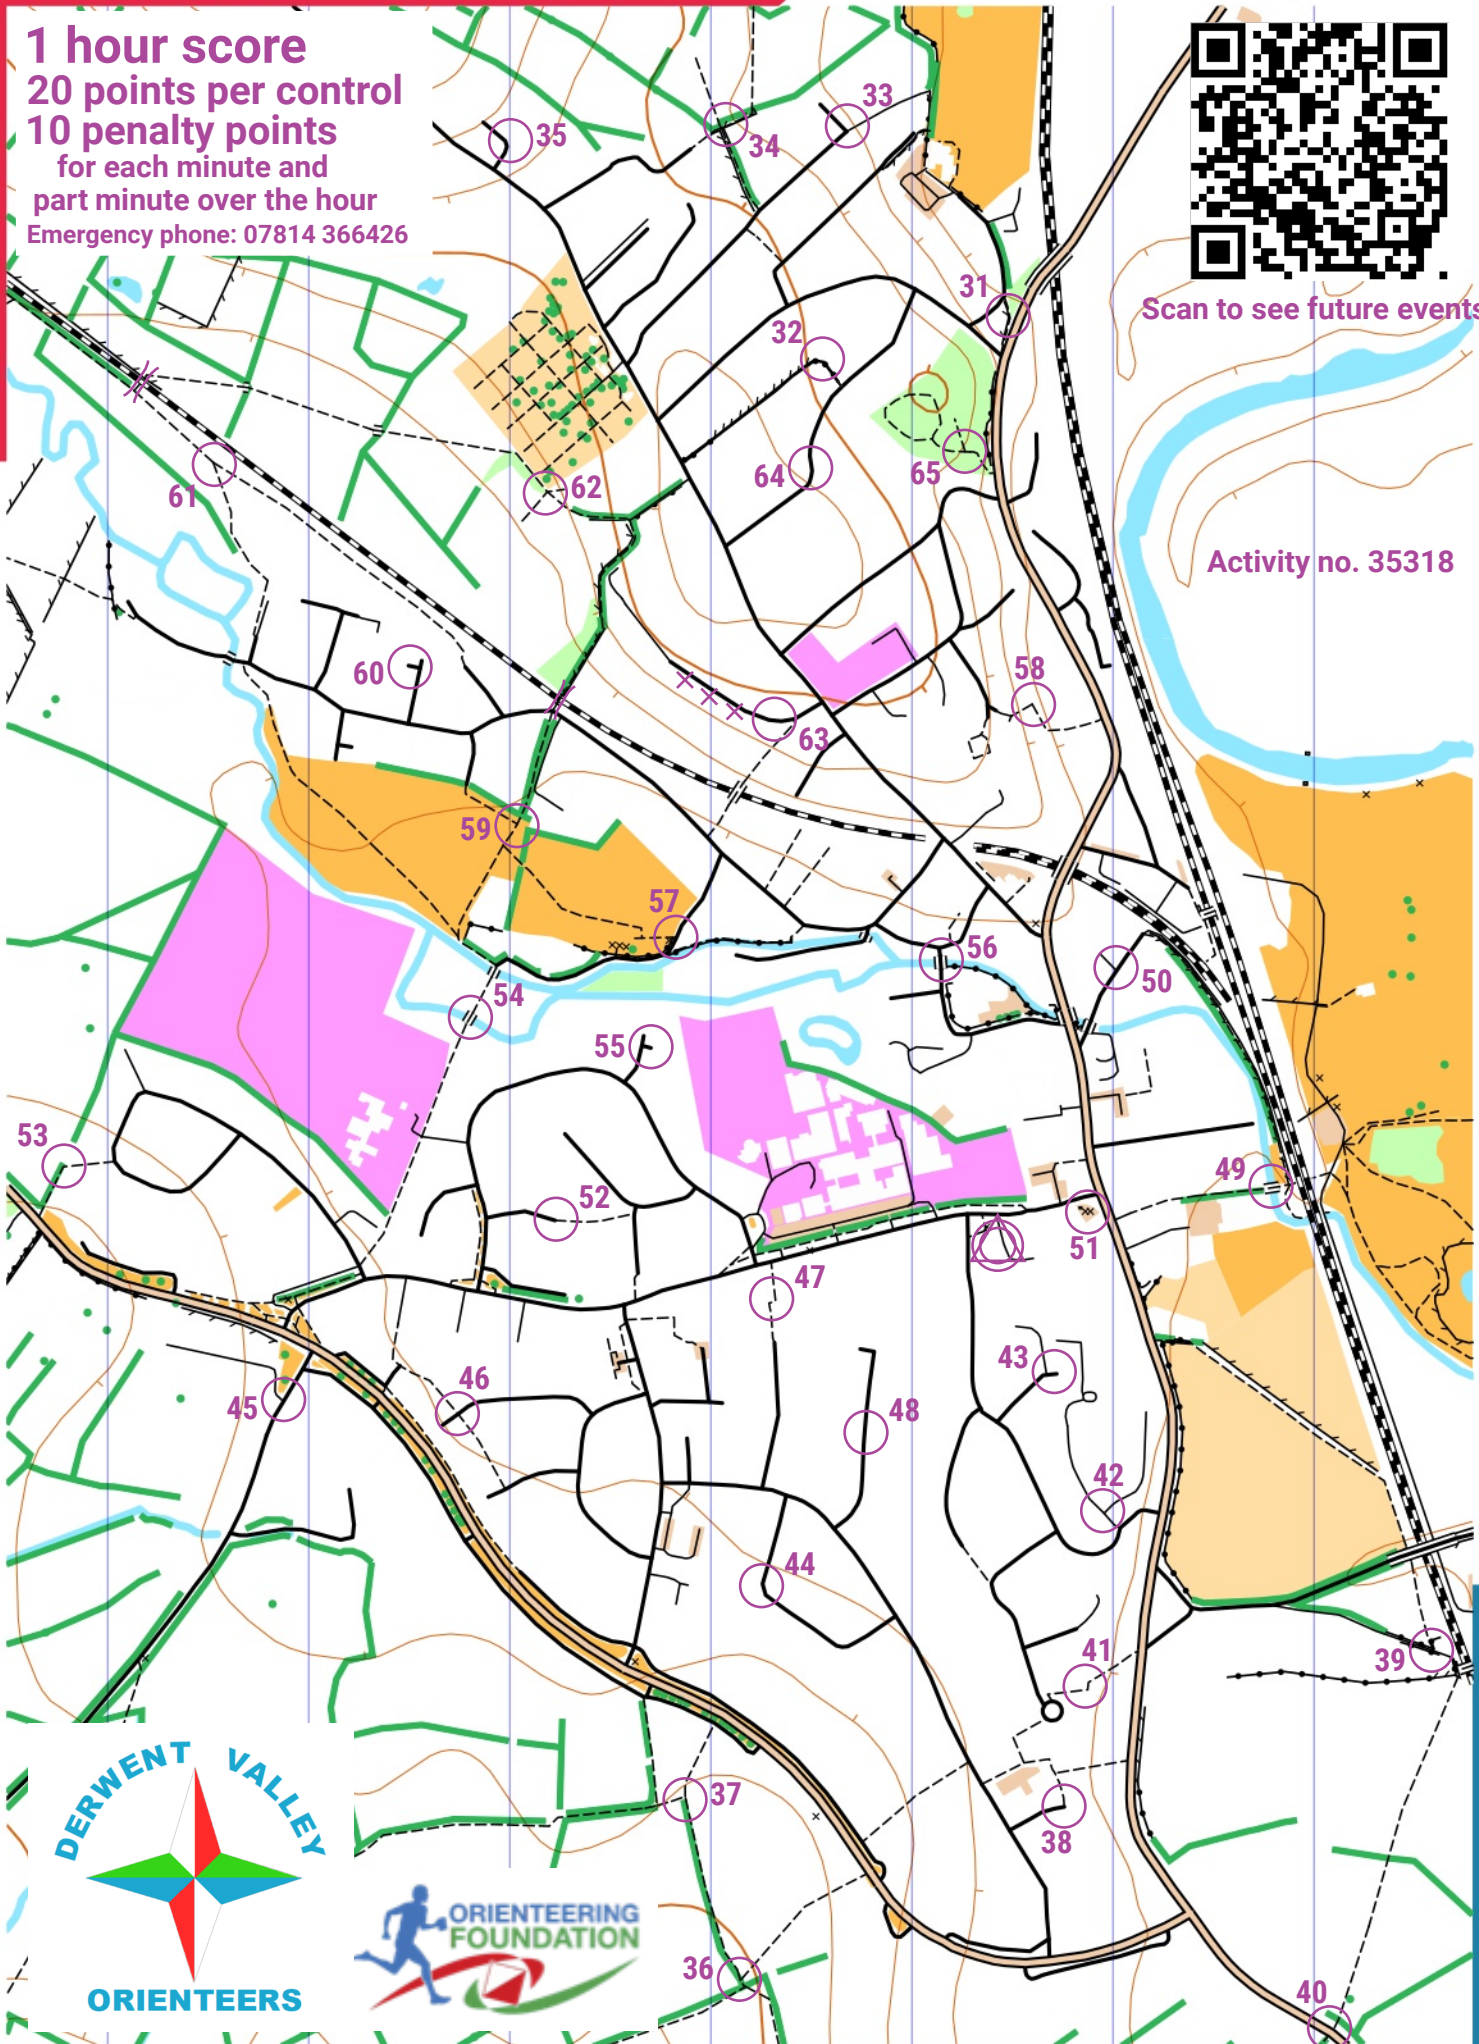 1 hour score
20 points per control
10 penalty points
for each minute and
part minute over the hour
Emergency phone: 07814 366426
Scan to see future events
Activity no. 35318
33
35
34
31
32
64
65
62
61
60
58
63
59
57
56
50
54
55
53
52
49
51
47
43
46
45
48
42
44
41
39
37
38
36
40
DERWENT VALLEY
ORIENTEERS
ORIENTEERING
FOUNDATION